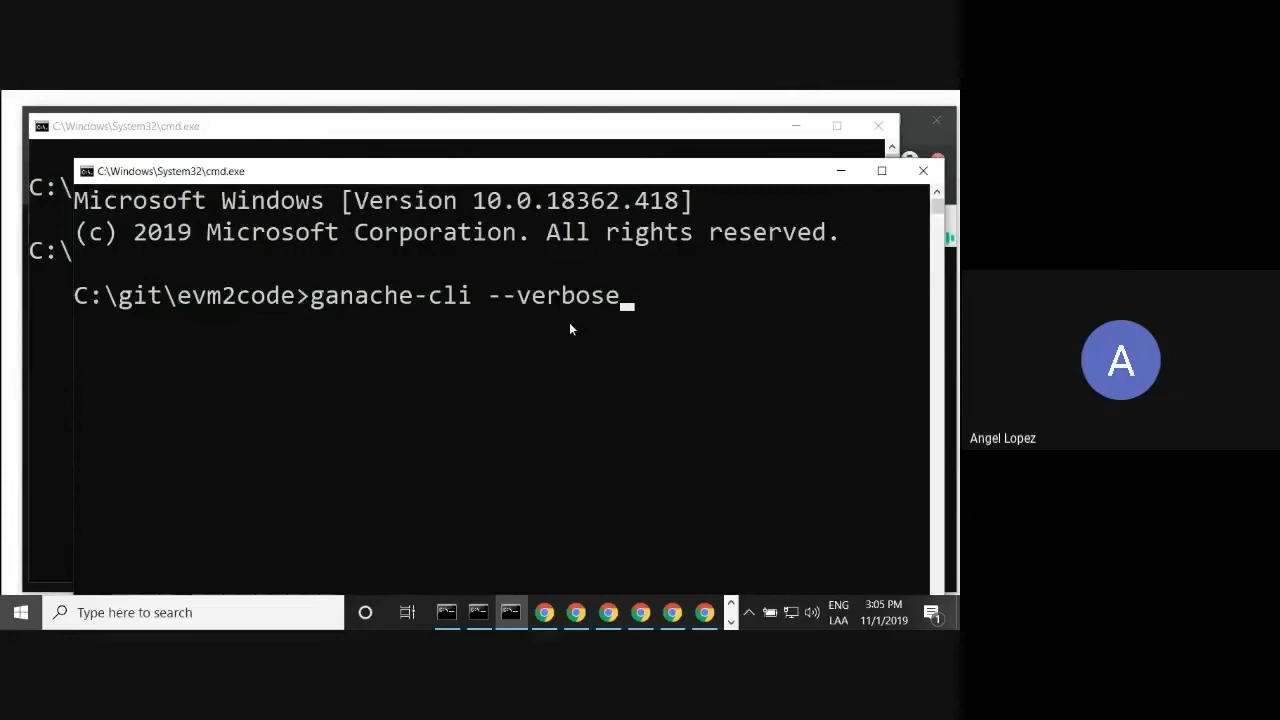 C:\Windows\System32\cmd.exe
C:\Windows\System32\cmd.exe
C:\
Microsoft Windows [Version 10.0.18362.418]
(c) 2019 Microsoft Corporation. All rights reserved.
C:\
C:\git\evm2code>ganache-cli --verbose
A
Angel Lopez
Type here to search
ENG
LAA
3:05 PM
11/1/2019
1